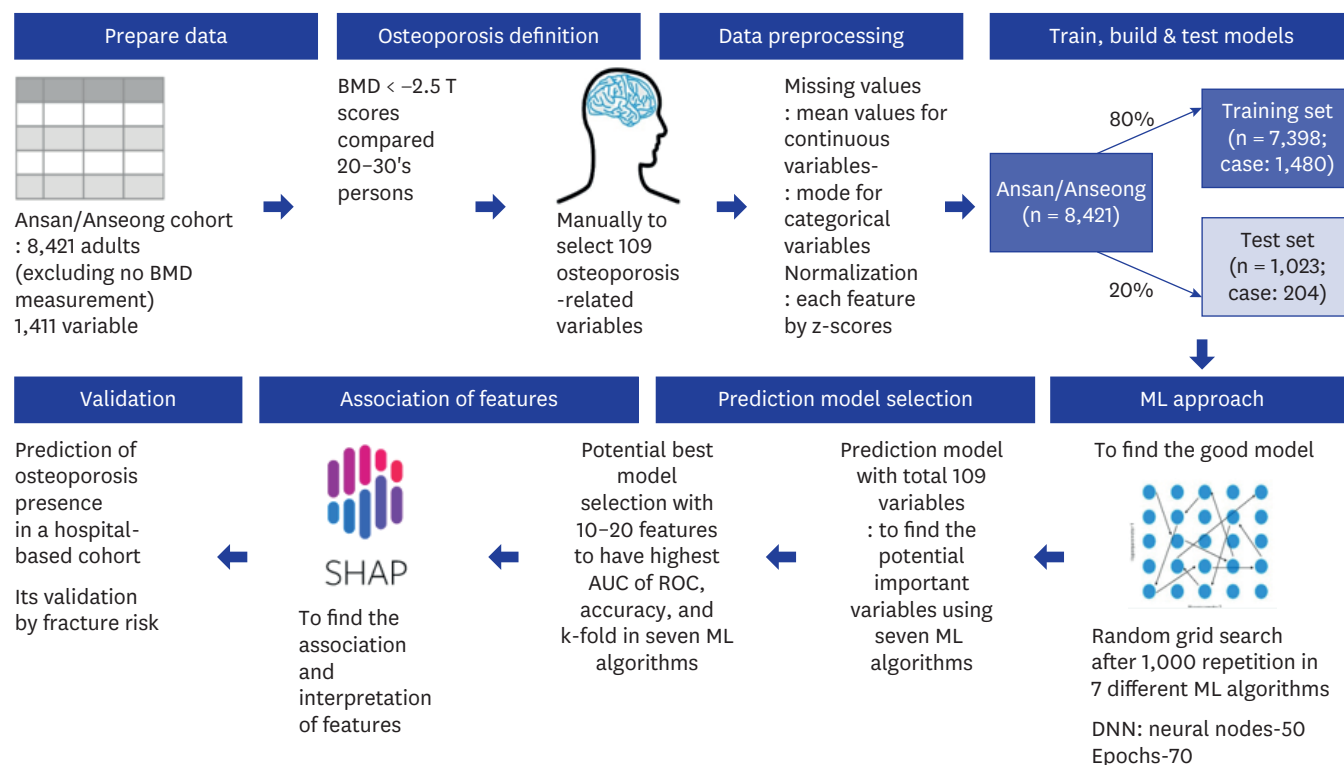 Prepare data
Ansan/Anseong cohort
: 8,421 adults
(excluding no BMD
measurement)
1,411 variable
Osteoporosis definition
BMD < −2.5 T
scores
compared
20−30's
persons
Manually to
select 109
osteoporosis
-related
variables
Data preprocessing
Missing values
: mean values for
continuous
variables-
: mode for
categorical
variables
Normalization
: each feature
by z-scores
Train, build & test models
Ansan/Anseong
(n = 8,421)
80%
Training set
(n = 7,398;
case: 1,480)
20%
Test set
(n = 1,023;
case: 204)
ML approach
To find the good model
Random grid search
after 1,000 repetition in
7 different ML algorithms
DNN: neural nodes-50
Epochs-70
Prediction model selection
Prediction model
with total 109
variables
: to find the
potential
important
variables using
seven ML
algorithms
Potential best
model
selection with
10−20 features
to have highest
AUC of ROC,
accuracy, and
k-fold in seven ML
algorithms
Association of features
SHAP
To find the
association
and
interpretation
of features
Validation
Prediction of
osteoporosis
presence
in a hospital-
based cohort
Its validation
by fracture risk